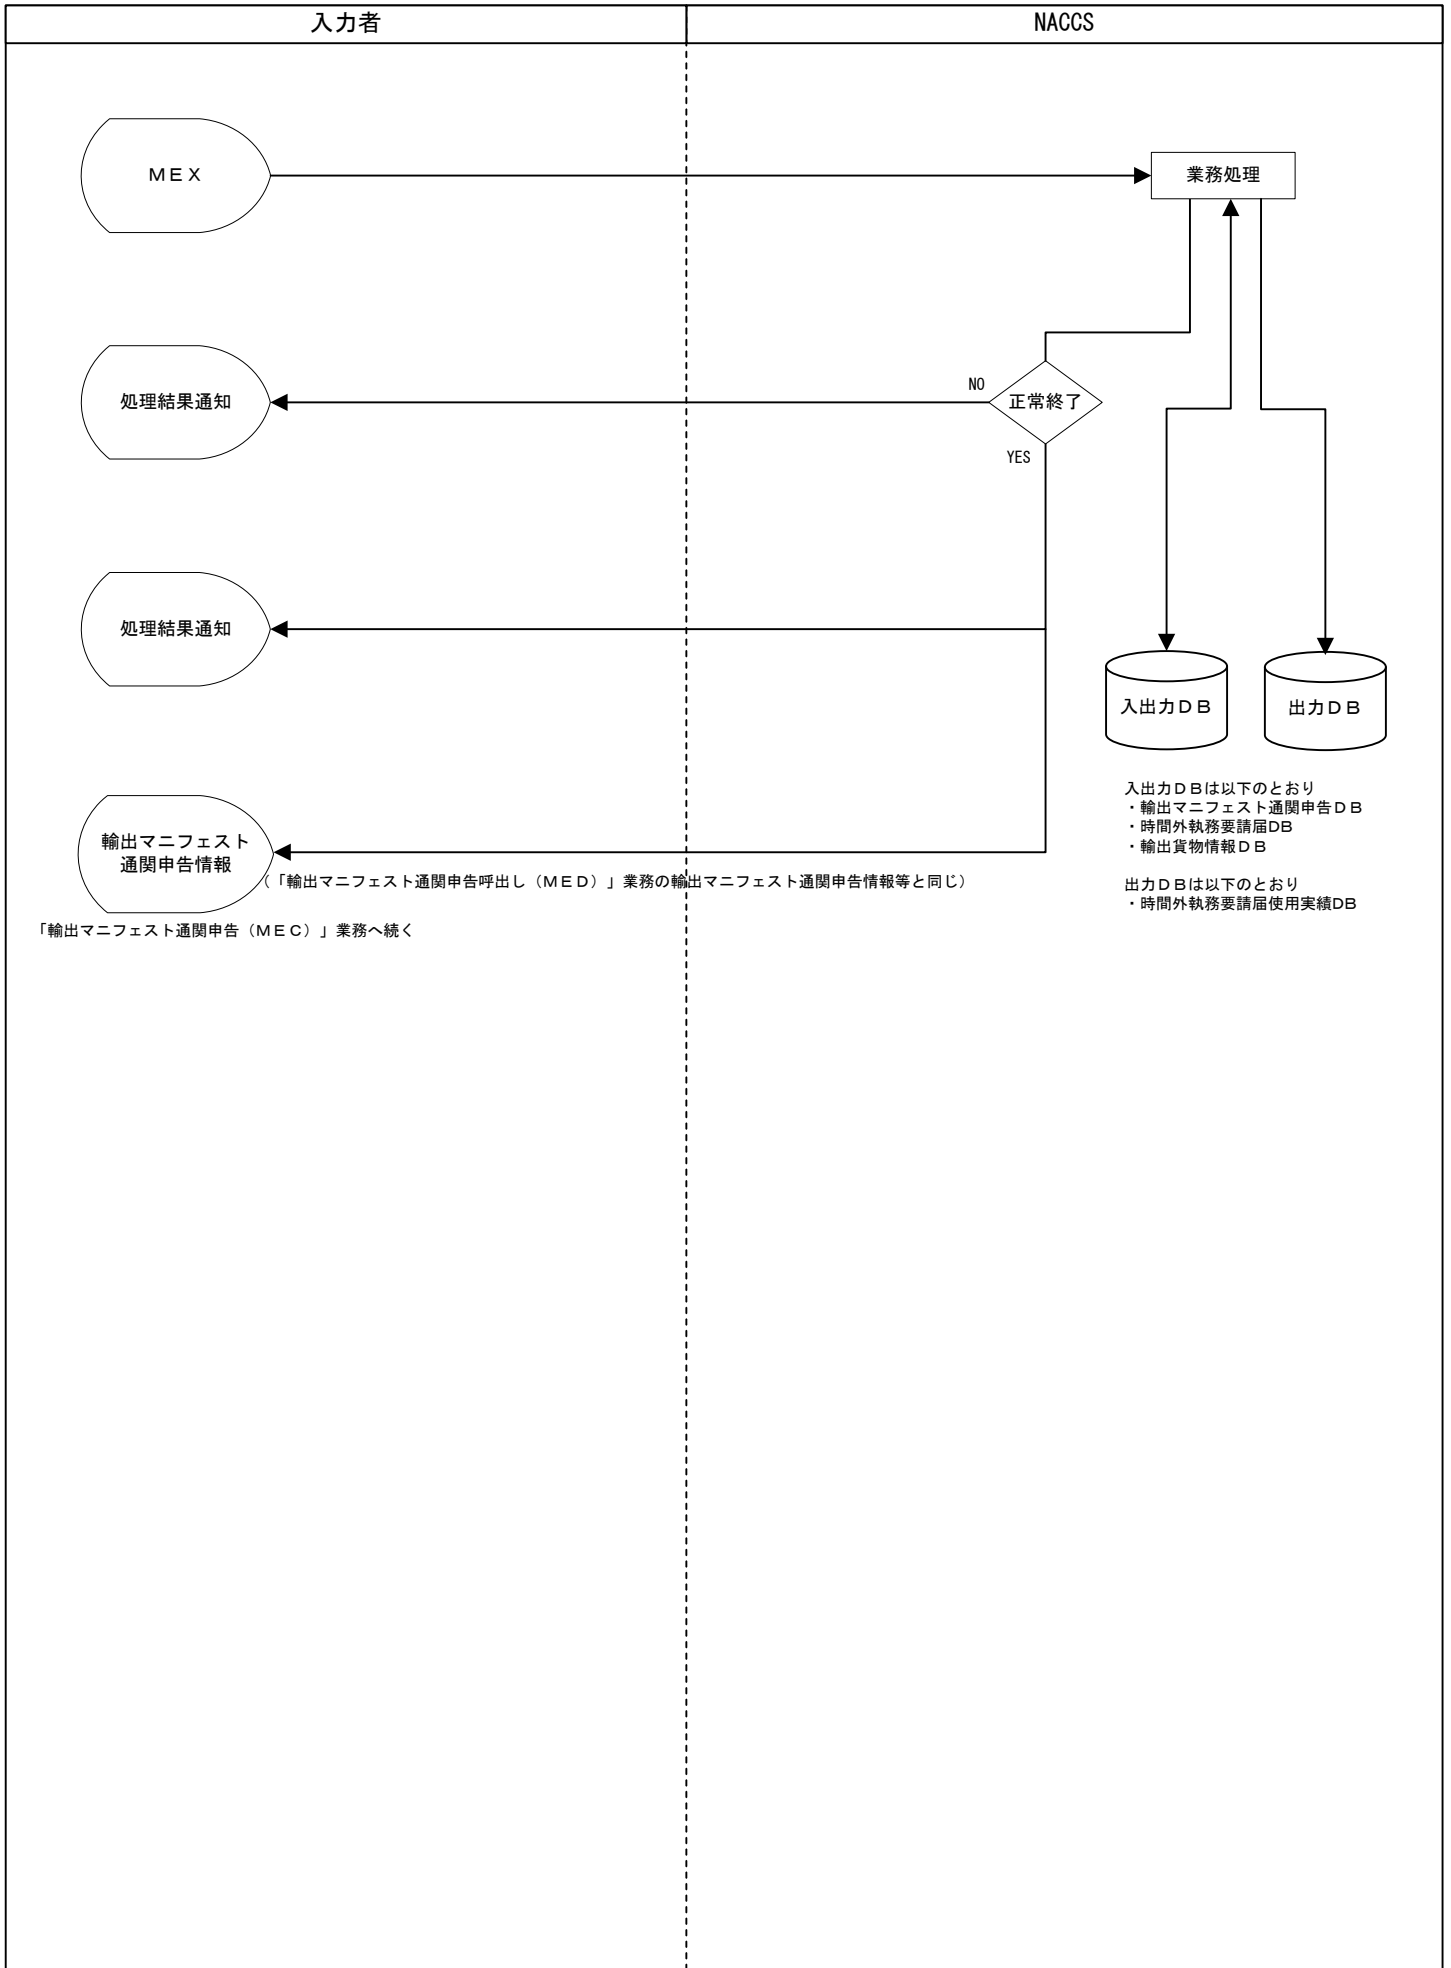 入力者
NACCS
ＭＥＸ
業務処理
処理結果通知
NO
正常終了
YES
処理結果通知
入出力ＤＢ
出力ＤＢ
入出力ＤＢは以下のとおり
・輸出マニフェスト通関申告ＤＢ
・時間外執務要請届DB
・輸出貨物情報ＤＢ
出力ＤＢは以下のとおり
・時間外執務要請届使用実績DB
輸出マニフェスト
通関申告情報
（「輸出マニフェスト通関申告呼出し（ＭＥＤ）」業務の輸出マニフェスト通関申告情報等と同じ）
「輸出マニフェスト通関申告（ＭＥＣ）」業務へ続く